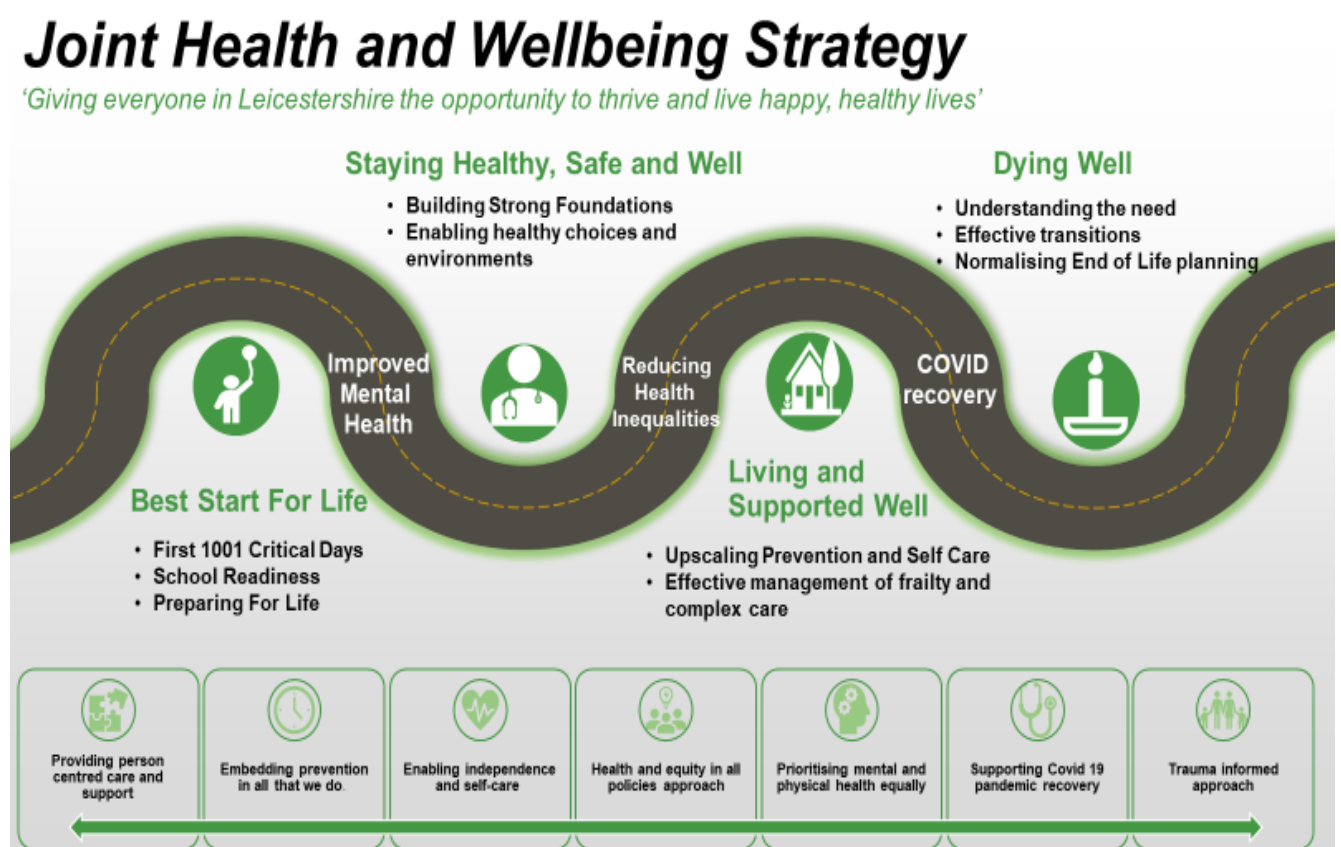 Joint Health and Wellbeing Strategy
‘Giving everyone in Leicestershire the opportunity to thrive and live happy, healthy lives’
Staying Healthy, Safe and Well
• Building Strong Foundations
• Enabling healthy choices and
environments
Dying Well
• Understanding the need
• Effective transitions
• Normalising End of Life planning
Improved
Mental
Health
Reducing
Health
Inequalities
COVID
recovery
Best Start For Life
• First 1001 Critical Days
• School Readiness
• Preparing For Life
Living and
Supported Well
• Upscaling Prevention and Self Care
• Effective management of frailty and
complex care
Providing person
centred care and
support
Embedding prevention
in all that we do.
Enabling independence
and self-care
Health and equity in all
policies approach
Prioritising mental and
physical health equally
Supporting Covid 19
pandemic recovery
Trauma informed
approach